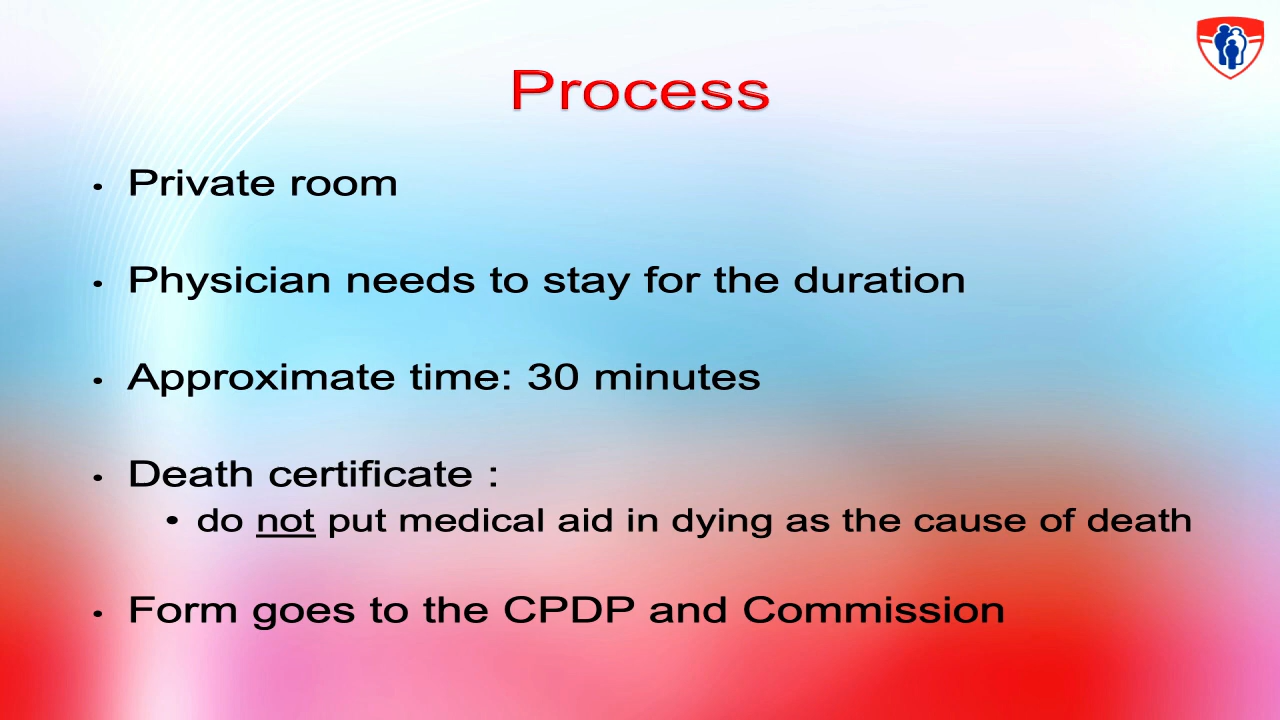 Process
• Private room
• Physician needs to stay for the duration
• Approximate time: 30 minutes
• Death certificate :
• do not put medical aid in dying as the cause of death
• Form goes to the CPDP and Commission